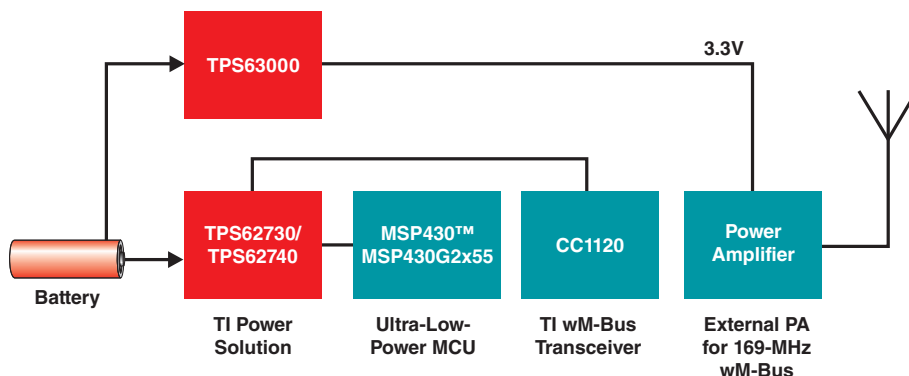 TPS63000
3.3V
TPS62730/
TPS62740
MSP430™
MSP430G2x55
CC1120
Power
Amplifier
Battery
TI Power
Solution
Ultra-Low-
Power MCU
TI wM-Bus
Transceiver
External PA
for 169-MHz
wM-Bus